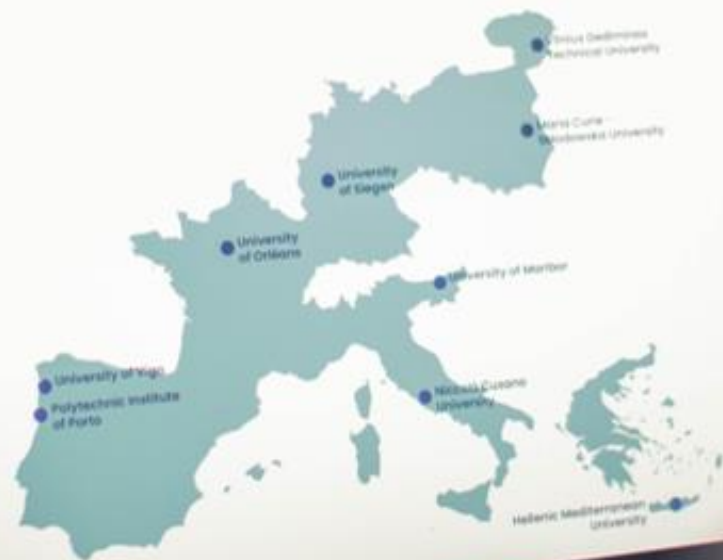 Vilnius Gediminas
Technical University
Maria Curie -
Skłodowska University
University
of Siegen
University
of Orléans
University of Maribor
University of Vigo
Polytechnic Institute
of Porto
Niccolò Cusano
University
Hellenic Mediterranean
University